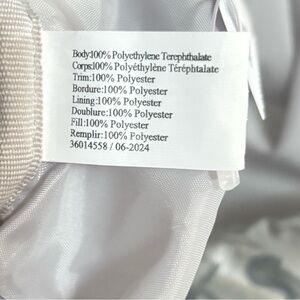 Body:100% Polyethylene Terephthalate
Corps:100% Polyéthylène Téréphtalate
Trim:100% Polyester
Bordure:100% Polyester
Lining:100% Polyester
Doublure:100% Polyester
Fill:100% Polyester
Remplir:100% Polyester
36014558 / 06-2024